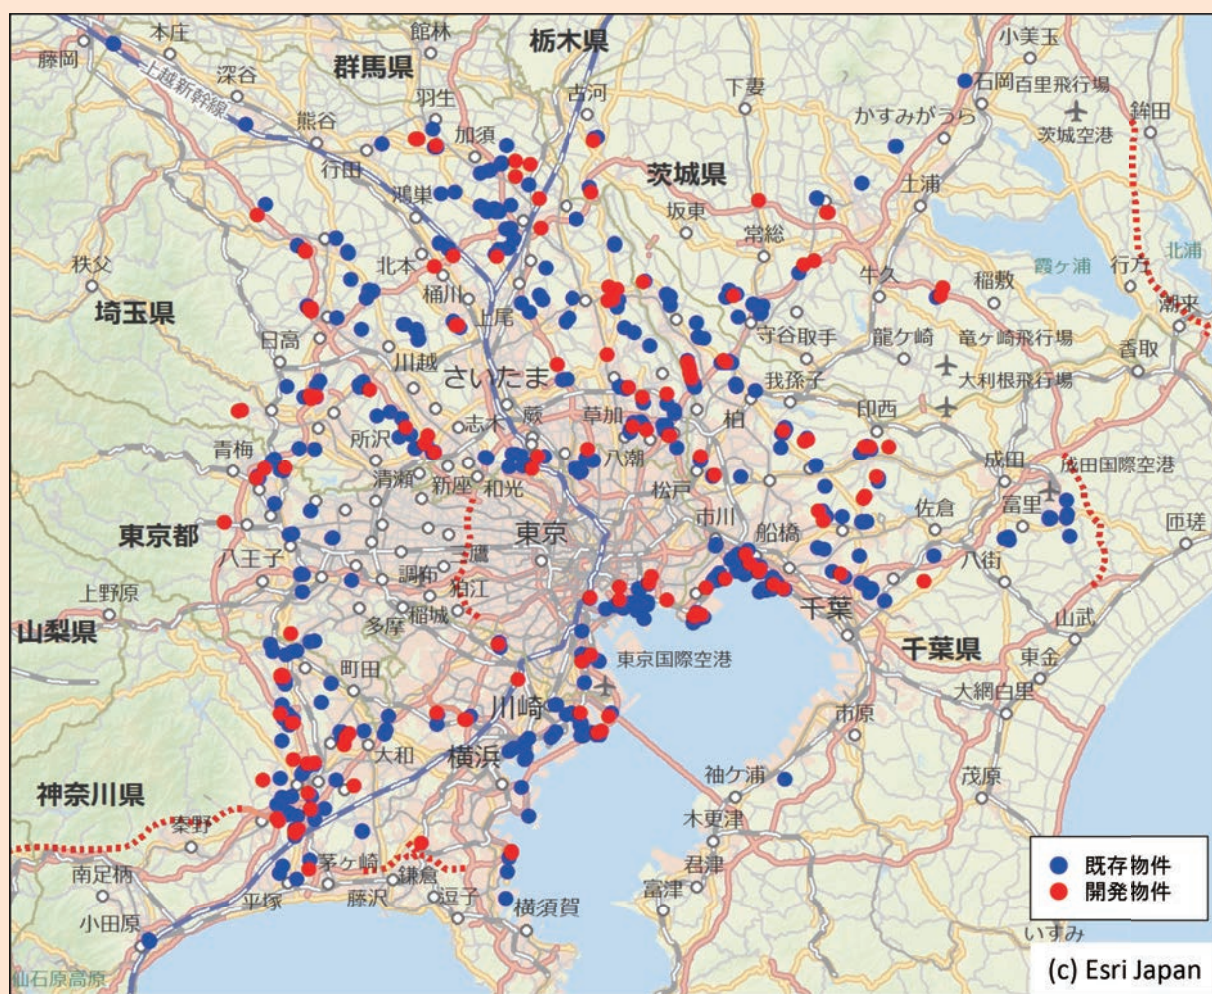 栃木県
本庄
館林
小美玉
藤岡
群馬県
上越新幹線
深谷
羽生
古河
下妻
石岡
百里飛行場
かすみがうら
茨城空港
鉾田
熊谷
加須
行田
茨城県
鴻巣
坂東
土浦
常総
秩父
北本
牛久
稲敷
霞ヶ浦
行方
北浦
桶川
潮来
埼玉県
上尾
日高
守谷
取手
龍ケ崎
竜ヶ崎飛行場
川越
さいたま
我孫子
大利根飛行場
香取
志木
蕨
草加
柏
印西
所沢
青梅
八潮
成田
成田国際空港
清瀬
新座
和光
松戸
富里
市川
佐倉
東京都
東京
船橋
匝瑳
三鷹
八王子
八街
調布
狛江
上野原
稲城
千葉
山武
多摩
山梨県
千葉県
東京国際空港
東金
町田
大網白里
川崎
市原
大和
横浜
袖ケ浦
茂原
神奈川県
木更津
秦野
君津
南足柄
茅ヶ崎
鎌倉
富津
平塚
藤沢
逗子
横須賀
小田原
いすみ
仙石原高原
既存物件
開発物件
(c) Esri Japan